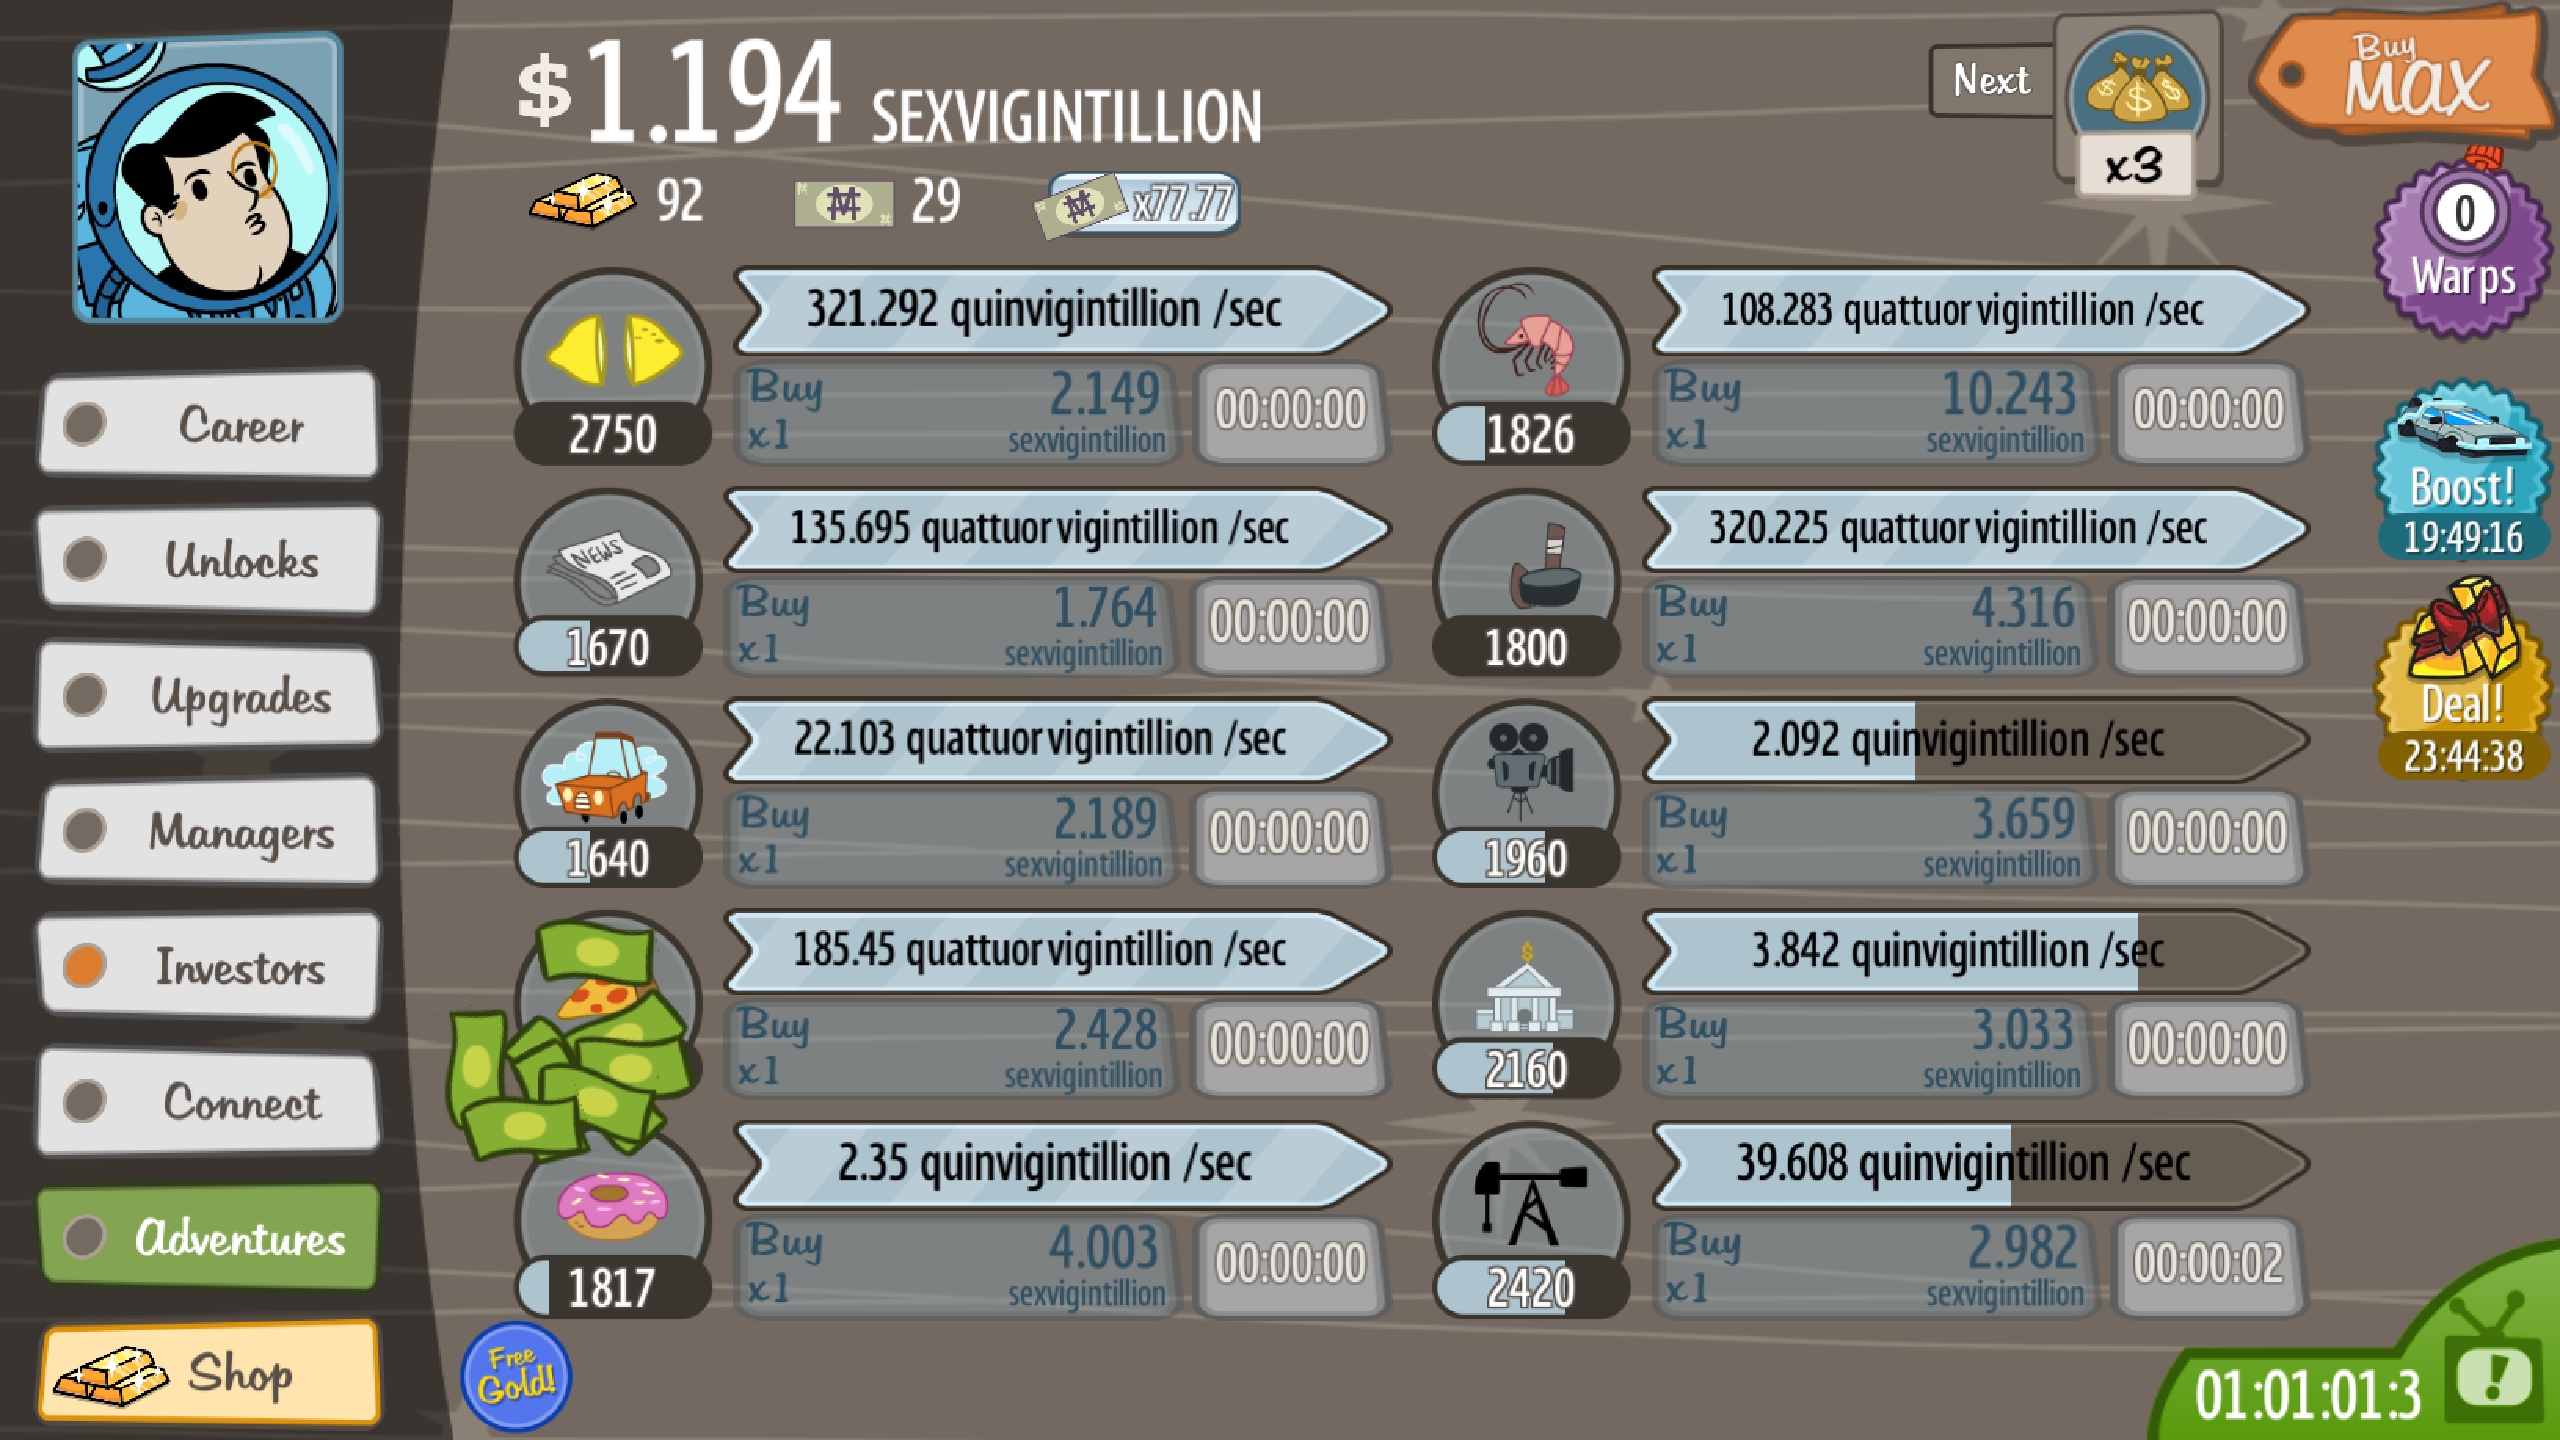 $1.194 SEXVIGINTILLION
92 29 x77.77
Next
x3
Buy
MAX
0
Warps
Boost!
19:49:16
Deal!
23:44:38
Career
Unlocks
Upgrades
Managers
Investors
Connect
Adventures
Shop
321.292 quinvigintillion /sec
Buy 2.149
x1 sexvigintillion
00:00:00
2750
135.695 quattuorvigintillion /sec
Buy 1.764
x1 sexvigintillion
00:00:00
NEWS
1670
22.103 quattuorvigintillion /sec
Buy 2.189
x1 sexvigintillion
00:00:00
1640
185.45 quattuorvigintillion /sec
Buy 2.428
x1 sexvigintillion
00:00:00
2.35 quinvigintillion /sec
Buy 4.003
x1 sexvigintillion
00:00:00
1817
108.283 quattuorvigintillion /sec
Buy 10.243
x1 sexvigintillion
00:00:00
1826
320.225 quattuorvigintillion /sec
Buy 4.316
x1 sexvigintillion
00:00:00
1800
2.092 quinvigintillion /sec
Buy 3.659
x1 sexvigintillion
00:00:00
1960
3.842 quinvigintillion /sec
Buy 3.033
x1 sexvigintillion
00:00:00
2160
39.608 quinvigintillion /sec
Buy 2.982
x1 sexvigintillion
00:00:02
2420
Free
Gold!
01:01:01:3